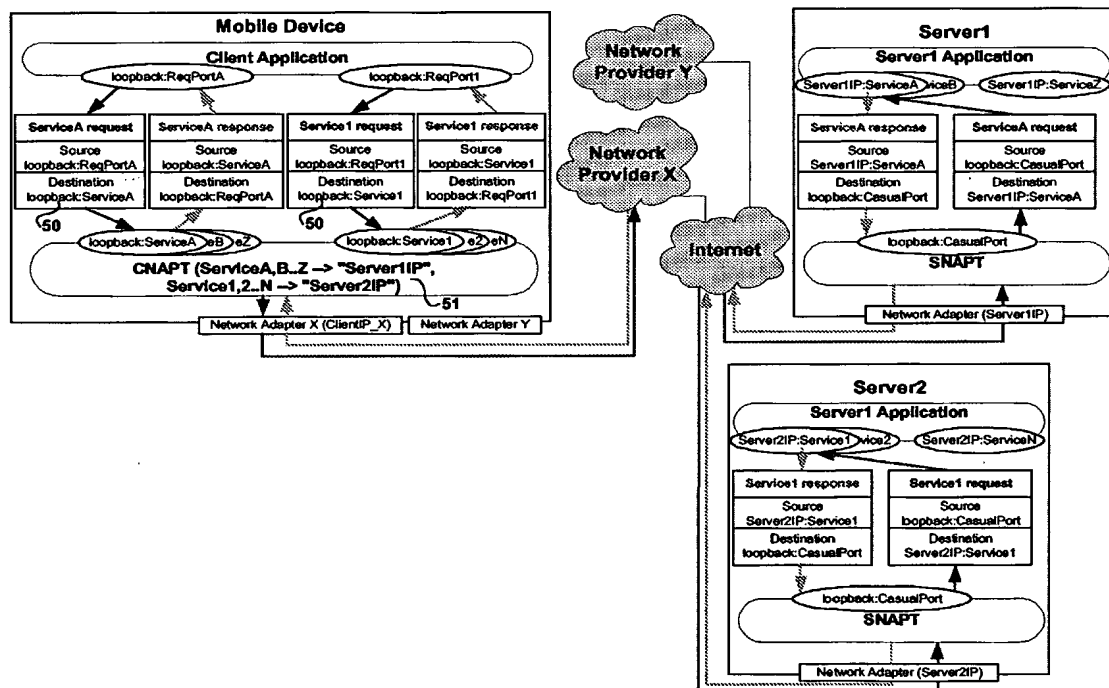 Mobile Device
Client Application
loopback:ReqPortA
loopback:ReqPort1
ServiceA request
Source
loopback:ReqPortA
Destination
loopback:ServiceA
ServiceA response
Source
loopback:ServiceA
Destination
loopback:ReqPortA
Service1 request
Source
loopback:ReqPort1
Destination
loopback:Service1
Service1 response
Source
loopback:Service1
Destination
loopback:ReqPort1
50
50
loopback:ServiceA
eB
eZ
loopback:Service1
e2
eN
CNAPT (ServiceA,B..Z --> "Server1IP",
Service1,2..N --> "Server2IP")
51
Network Adapter X (ClientIP_X)
Network Adapter Y
Network
Provider Y
Network
Provider X
Internet
Server1
Server1 Application
Server1IP:ServiceA
viceB
Server1IP:ServiceZ
ServiceA response
Source
Server1IP:ServiceA
Destination
loopback:CasualPort
ServiceA request
Source
loopback:CasualPort
Destination
Server1IP:ServiceA
loopback:CasualPort
SNAPT
Network Adapter (Server1IP)
Server2
Server1 Application
Server2IP:Service1
vice2
Server2IP:ServiceN
Service1 response
Source
Server2IP:Service1
Destination
loopback:CasualPort
Service1 request
Source
loopback:CasualPort
Destination
Server2IP:Service1
loopback:CasualPort
SNAPT
Network Adapter (Server2IP)